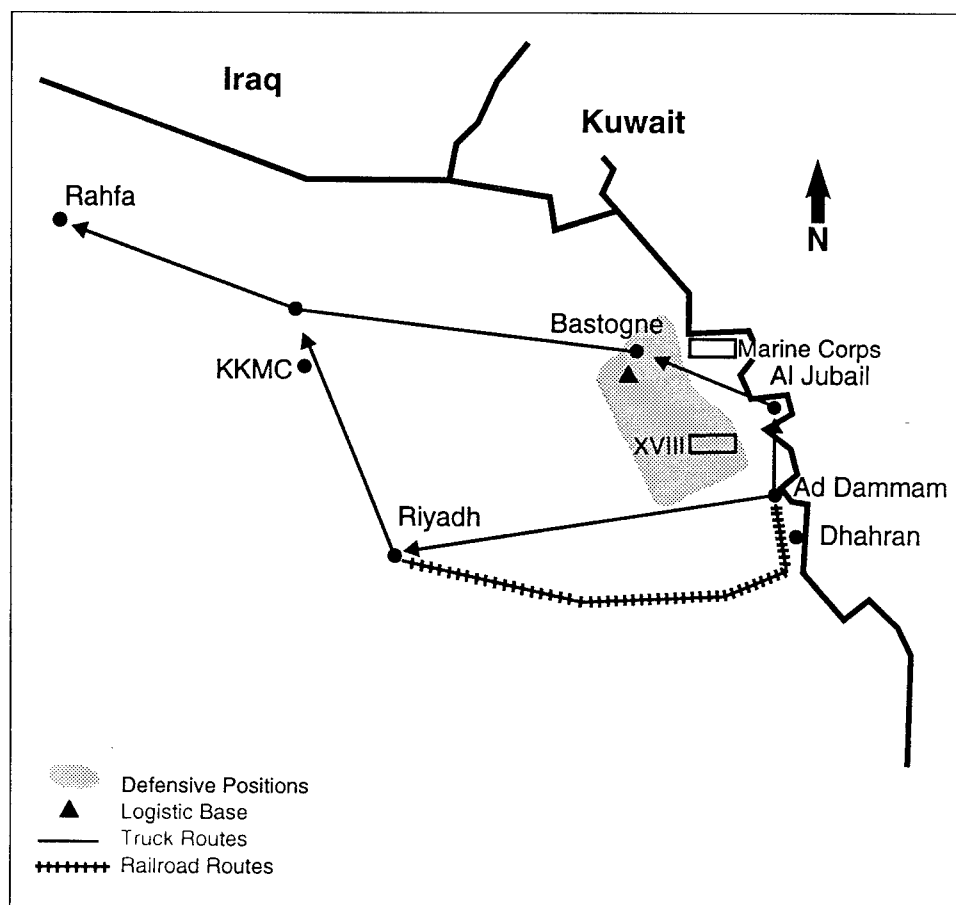 Iraq
Kuwait
Rahfa
N
Bastogne
Marine Corps
KKMC
Al Jubail
XVIII
Ad Dammam
Riyadh
Dhahran
Defensive Positions
Logistic Base
Truck Routes
Railroad Routes